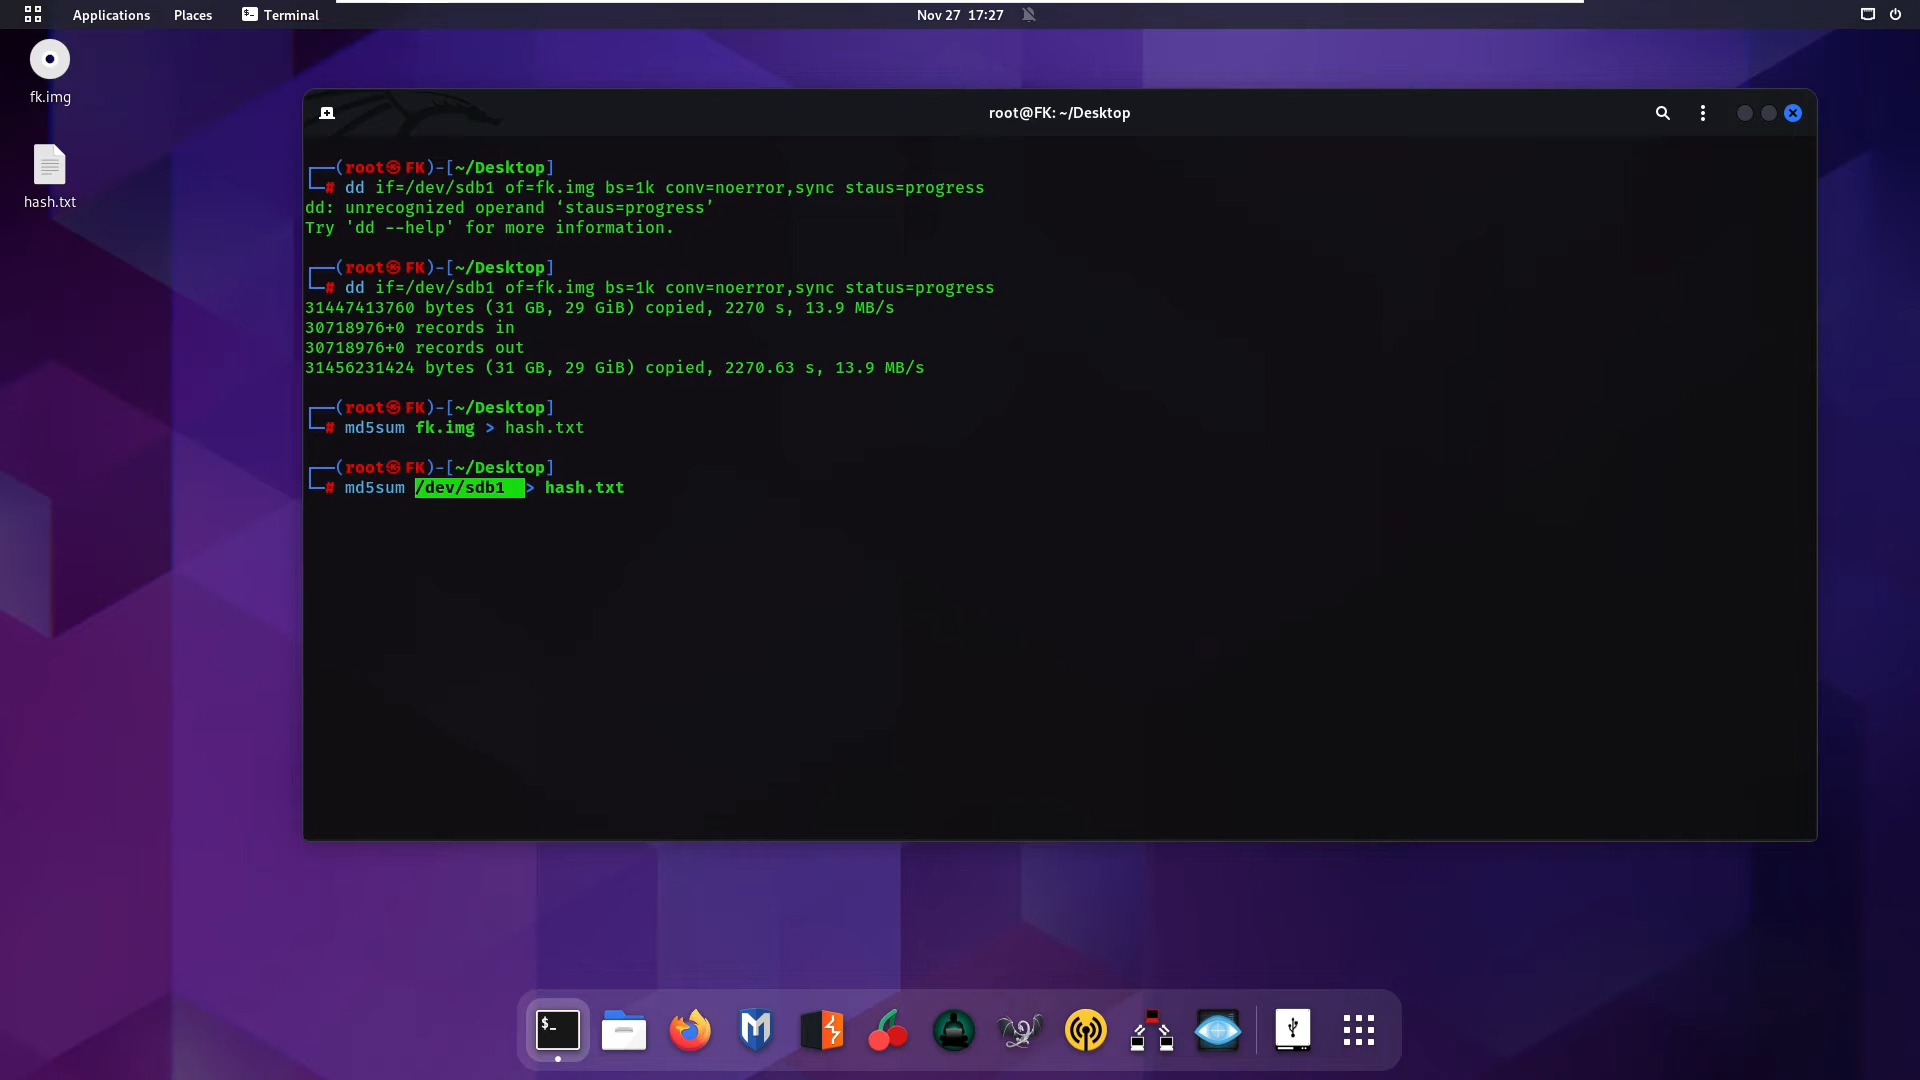 Applications Places Terminal Nov 27 17:27
fk.img
hash.txt
root@FK: ~/Desktop
┌──(root㉿FK)-[~/Desktop]
└─# dd if=/dev/sdb1 of=fk.img bs=1k conv=noerror,sync staus=progress
dd: unrecognized operand ‘staus=progress’
Try 'dd --help' for more information.
┌──(root㉿FK)-[~/Desktop]
└─# dd if=/dev/sdb1 of=fk.img bs=1k conv=noerror,sync status=progress
31447413760 bytes (31 GB, 29 GiB) copied, 2270 s, 13.9 MB/s
30718976+0 records in
30718976+0 records out
31456231424 bytes (31 GB, 29 GiB) copied, 2270.63 s, 13.9 MB/s
┌──(root㉿FK)-[~/Desktop]
└─# md5sum fk.img > hash.txt
┌──(root㉿FK)-[~/Desktop]
└─# md5sum /dev/sdb1  > hash.txt